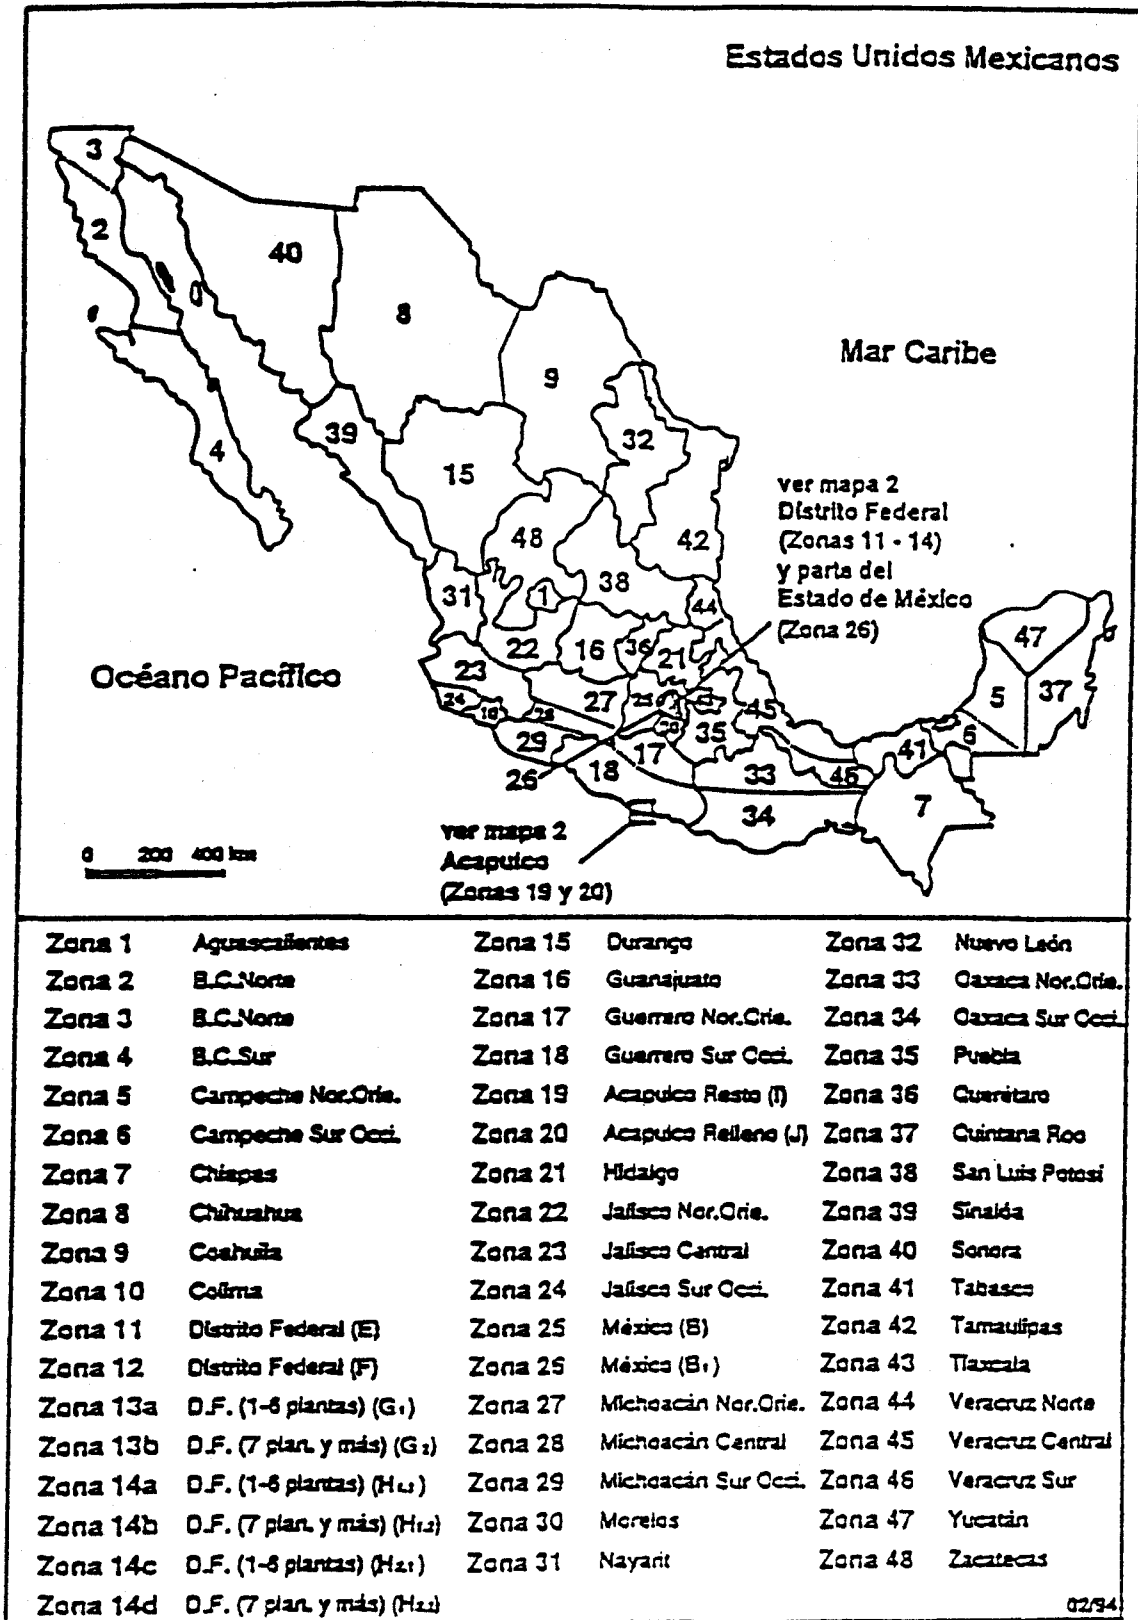 Estados Unidos Mexicanos
3
2
40
8
Mar Caribe
9
4
39
32
15
ver mapa 2
Distrito Federal
(Zonas 11 - 14)
y parte del
Estado de México
(Zona 26)
48
42
38
31
1
44
47
22
16
36
21
Océano Pacífico
23
5
37
27
24
10
28
25
45
35
6
29
17
41
26
18
33
46
7
34
0 200 400 km
ver mapa 2
Acapulco
(Zonas 19 y 20)
Zona 1 Aguascalientes
Zona 2 B.C.Norte
Zona 3 B.C.Norte
Zona 4 B.C.Sur
Zona 5 Campeche Nor.Orie.
Zona 6 Campeche Sur Occi.
Zona 7 Chiapas
Zona 8 Chihuahua
Zona 9 Coahuila
Zona 10 Colima
Zona 11 Distrito Federal (E)
Zona 12 Distrito Federal (F)
Zona 13a D.F. (1-6 plantas) (G1)
Zona 13b D.F. (7 plan. y más) (G2)
Zona 14a D.F. (1-6 plantas) (H1.1)
Zona 14b D.F. (7 plan. y más) (H1.2)
Zona 14c D.F. (1-6 plantas) (H2.1)
Zona 14d D.F. (7 plan. y más) (H2.2)
Zona 15 Durango
Zona 16 Guanajuato
Zona 17 Guerrero Nor.Orie.
Zona 18 Guerrero Sur Occi.
Zona 19 Acapulco Resto (I)
Zona 20 Acapulco Relleno (J)
Zona 21 Hidalgo
Zona 22 Jalisco Nor.Orie.
Zona 23 Jalisco Central
Zona 24 Jalisco Sur Occi.
Zona 25 México (B)
Zona 26 México (B1)
Zona 27 Michoacán Nor.Orie.
Zona 28 Michoacán Central
Zona 29 Michoacán Sur Occi.
Zona 30 Morelos
Zona 31 Nayarit
Zona 32 Nuevo León
Zona 33 Oaxaca Nor.Orie.
Zona 34 Oaxaca Sur Occi.
Zona 35 Puebla
Zona 36 Querétaro
Zona 37 Quintana Roo
Zona 38 San Luis Potosí
Zona 39 Sinaloa
Zona 40 Sonora
Zona 41 Tabasco
Zona 42 Tamaulipas
Zona 43 Tlaxcala
Zona 44 Veracruz Norte
Zona 45 Veracruz Central
Zona 46 Veracruz Sur
Zona 47 Yucatán
Zona 48 Zacatecas
02/94